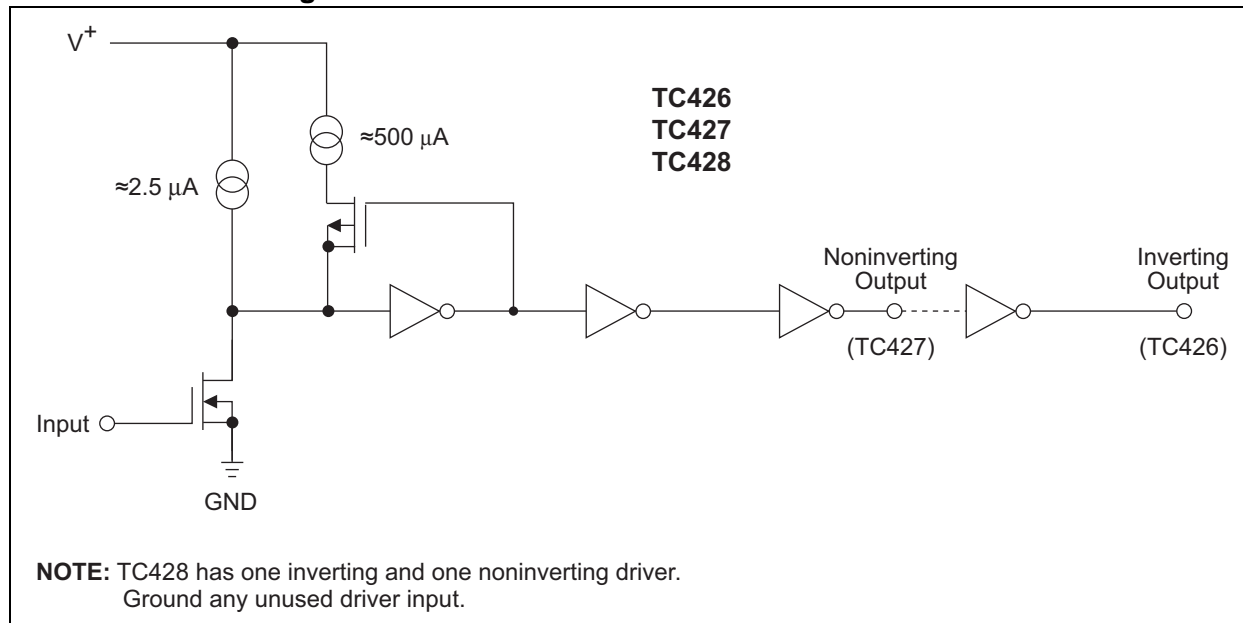 V+
≈500 μA
≈2.5 μA
TC426
TC427
TC428
Noninverting
Output
(TC427)
Inverting
Output
(TC426)
Input
GND
NOTE: TC428 has one inverting and one noninverting driver.
Ground any unused driver input.